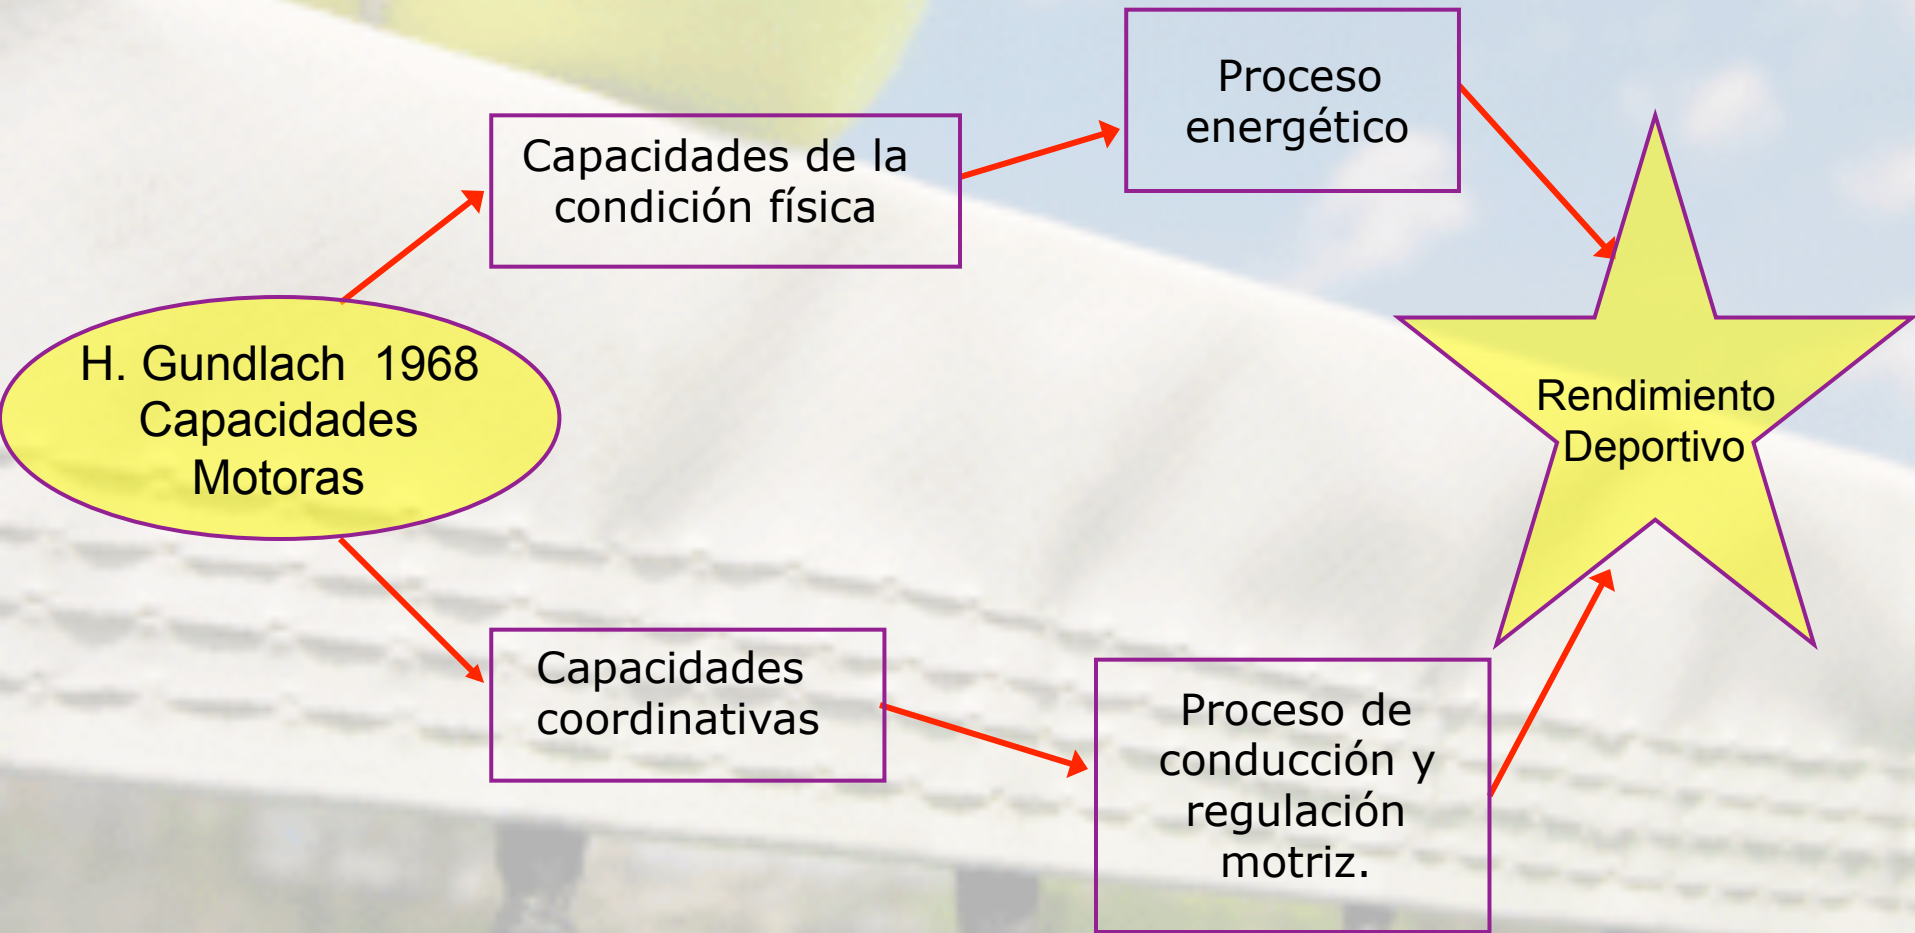 Proceso
energético
Capacidades de la
condición física
H. Gundlach 1968
Capacidades
Motoras
Rendimiento
Deportivo
Capacidades
coordinativas
Proceso de
conducción y
regulación
motriz.